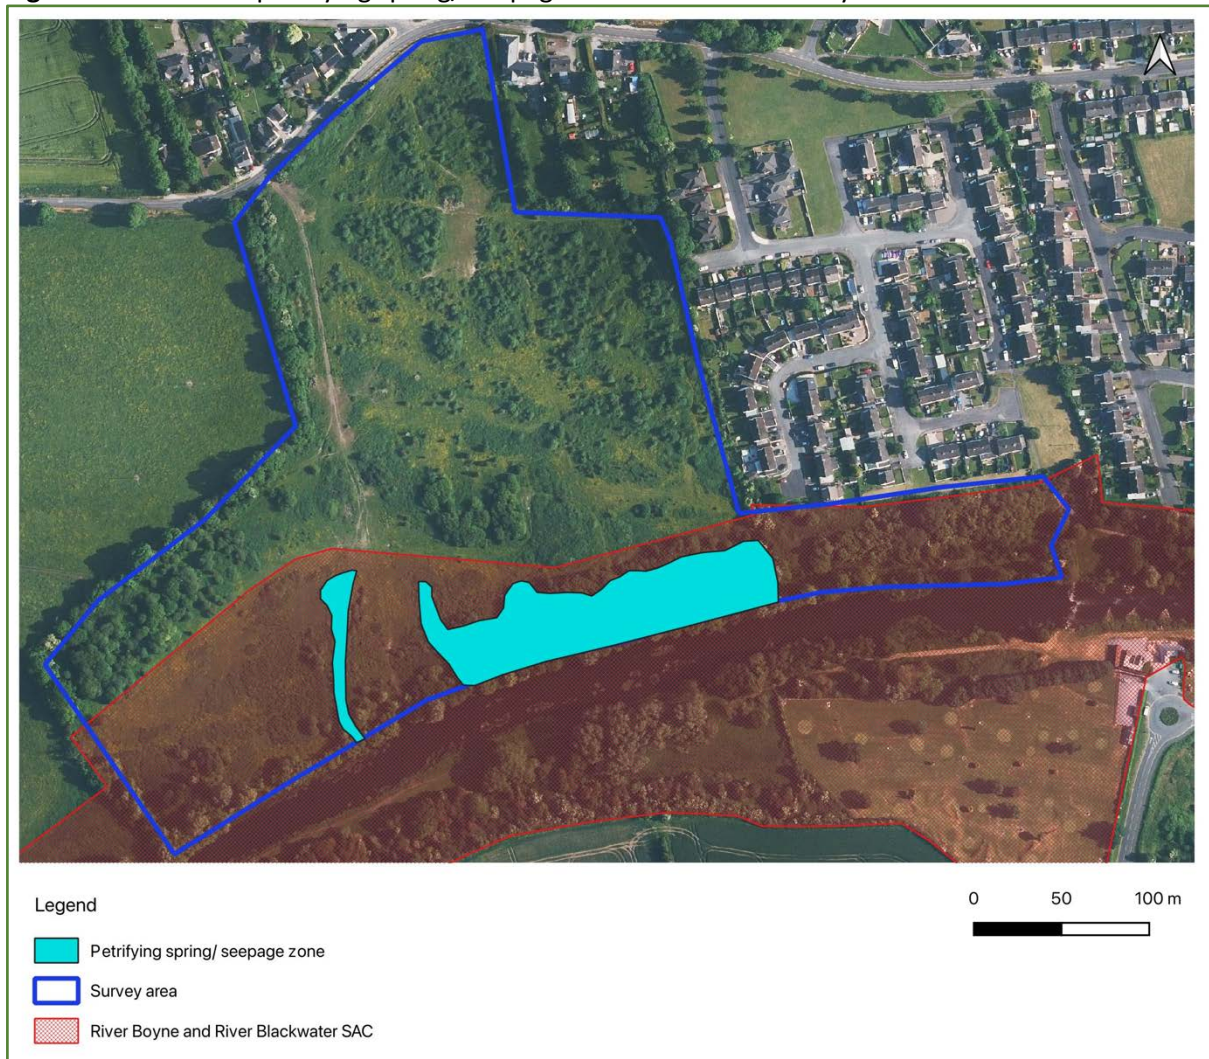 Legend
0 50 100 m
Petrifying spring/ seepage zone
Survey area
River Boyne and River Blackwater SAC